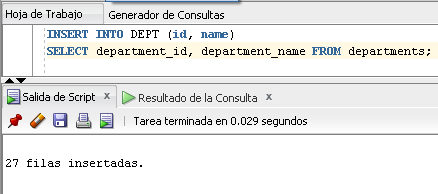 Hoja de Trabajo Generador de Consultas
INSERT INTO DEPT (id, name)
SELECT department_id, department_name FROM departments;
Salida de Script x Resultado de la Consulta x
Tarea terminada en 0.029 segundos
27 filas insertadas.